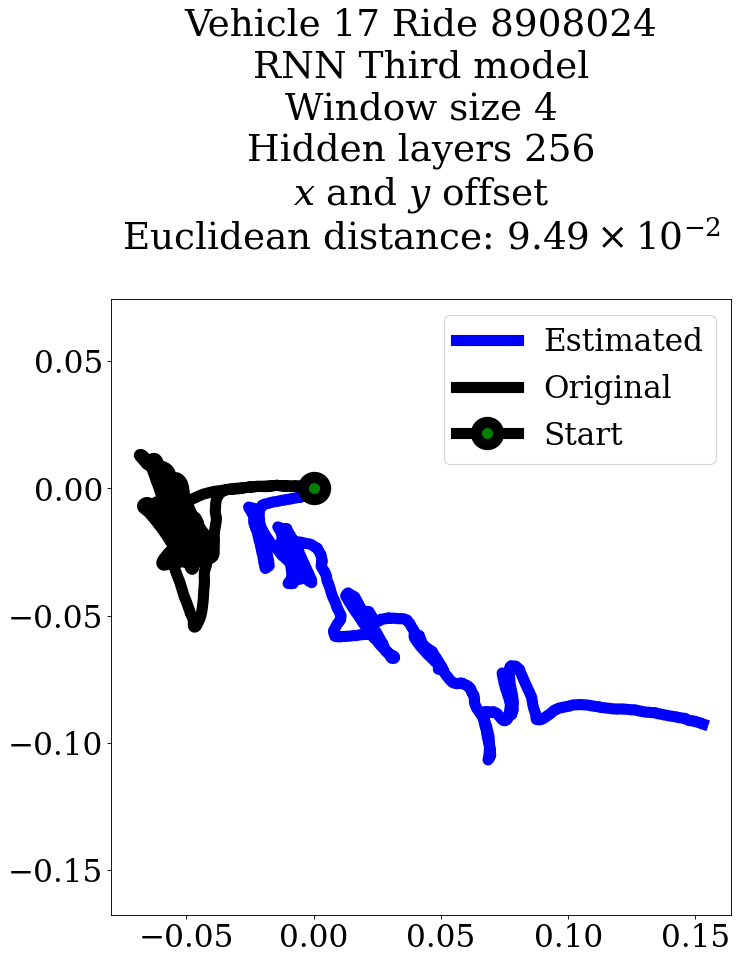 Vehicle 17 Ride 8908024
RNN Third model
Window size 4
Hidden layers 256
x and y offset
Euclidean distance: 9.49 × 10⁻²
Estimated
Original
Start
0.05
0.00
−0.05
−0.10
−0.15
−0.05 0.00 0.05 0.10 0.15